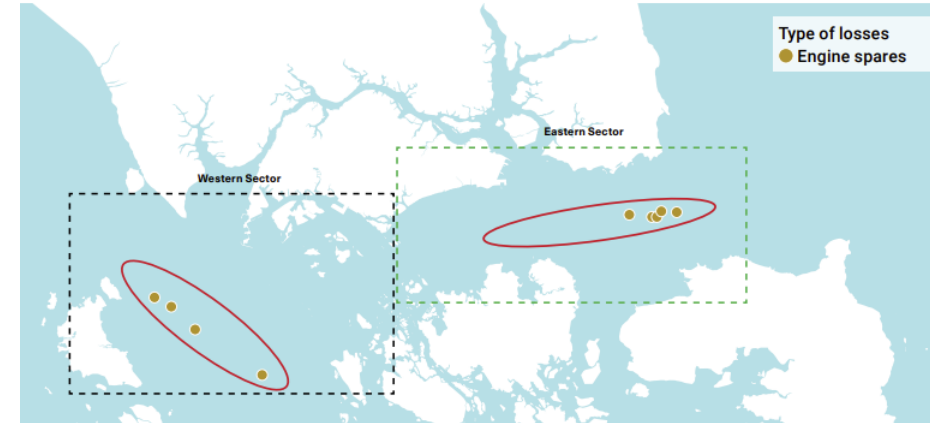 Type of losses
Engine spares
Eastern Sector
Western Sector